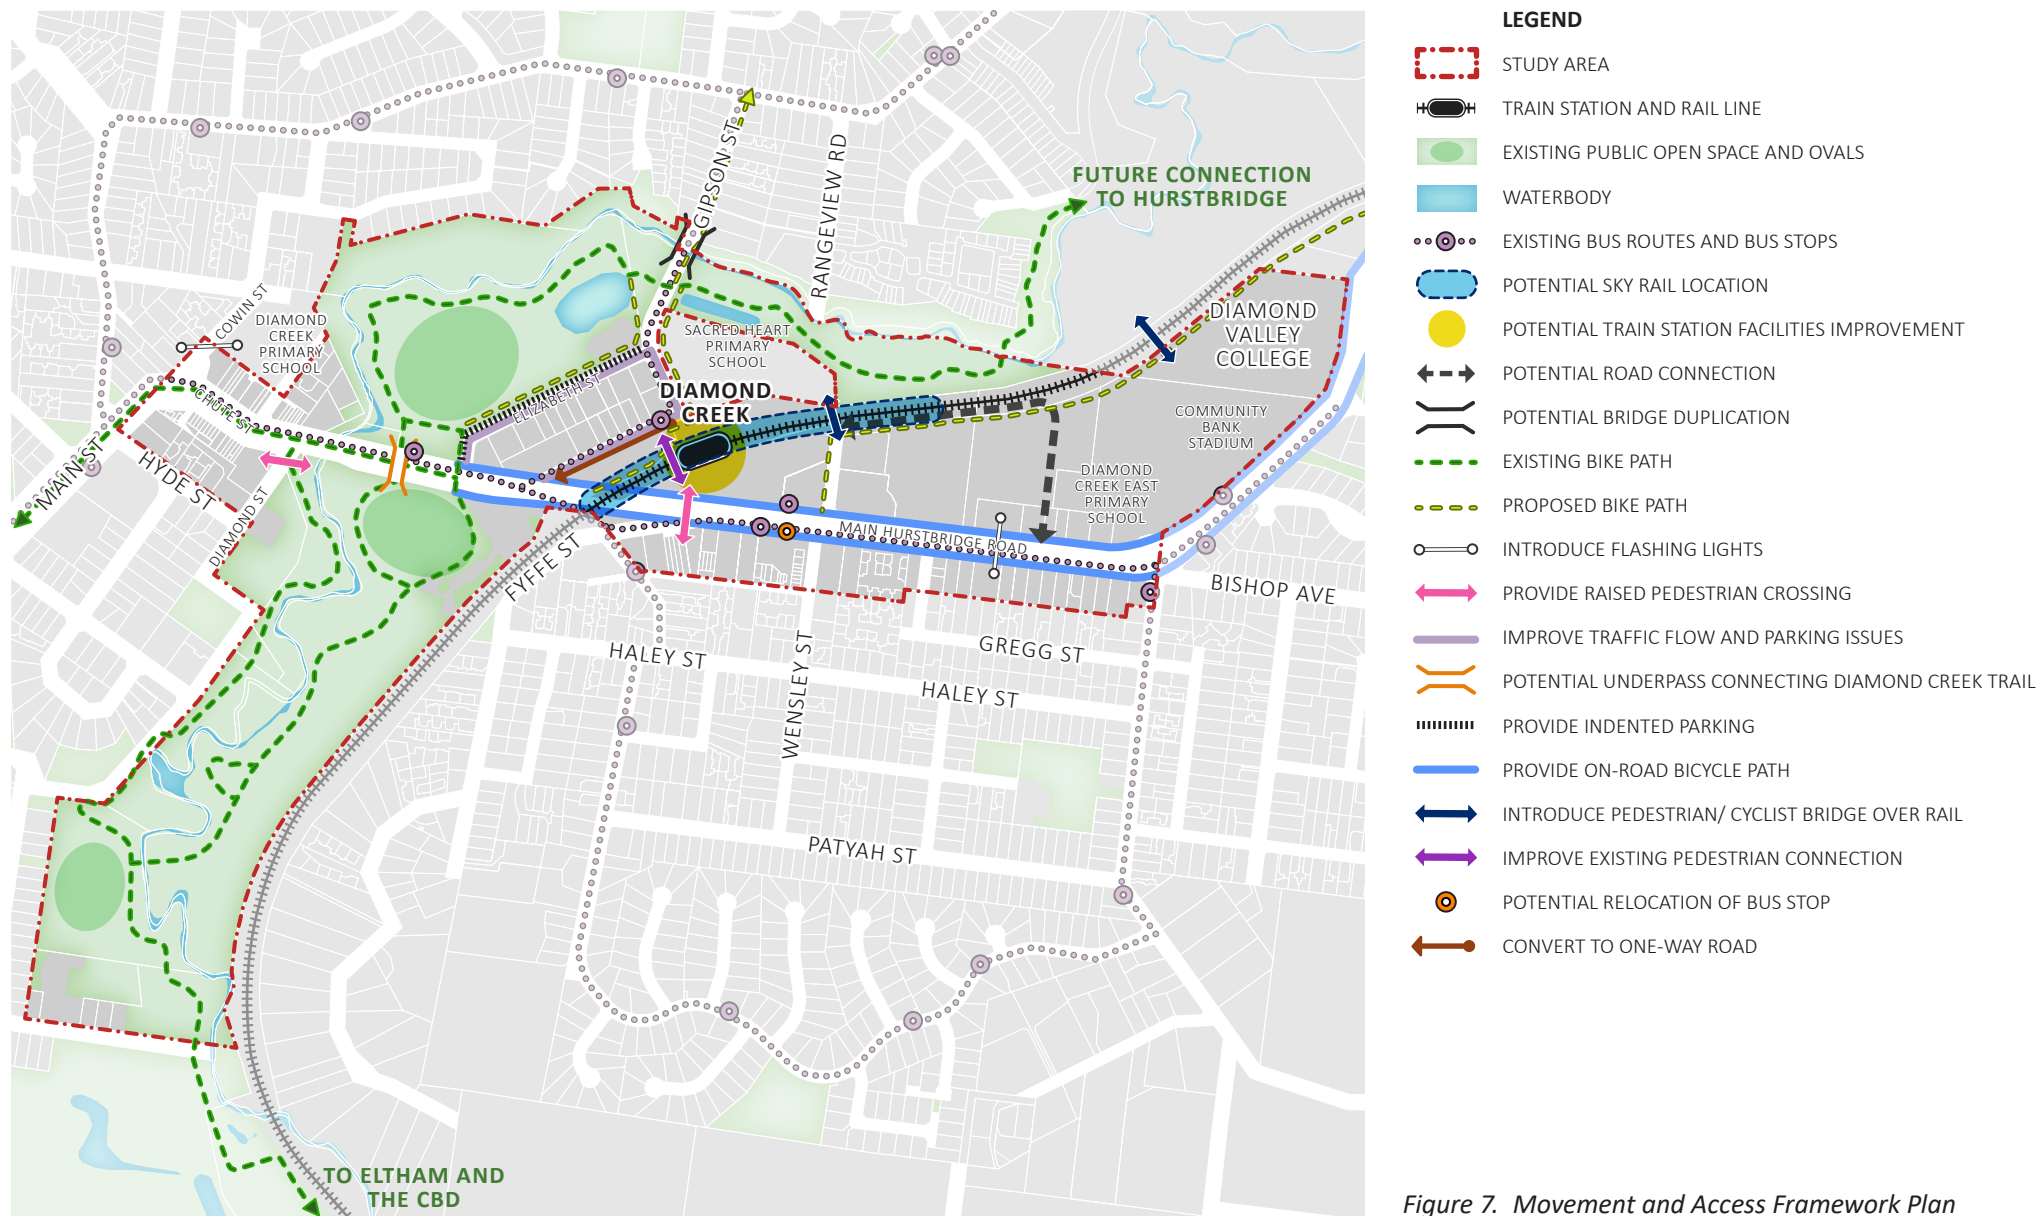 GIPSON ST
RANGEVIEW RD
FUTURE CONNECTION
TO HURSTBRIDGE
COWIN ST
DIAMOND
CREEK
PRIMARY
SCHOOL
SACRED HEART
PRIMARY
SCHOOL
DIAMOND
VALLEY
COLLEGE
CHUTE ST
ELIZABETH ST
DIAMOND
CREEK
COMMUNITY
BANK
STADIUM
MAIN ST
HYDE ST
DIAMOND ST
DIAMOND
CREEK EAST
PRIMARY
SCHOOL
MAIN HURSTBRIDGE ROAD
FYFFE ST
BISHOP AVE
HALEY ST
GREGG ST
WENSLEY ST
HALEY ST
PATYAH ST
TO ELTHAM AND
THE CBD
LEGEND
STUDY AREA
TRAIN STATION AND RAIL LINE
EXISTING PUBLIC OPEN SPACE AND OVALS
WATERBODY
EXISTING BUS ROUTES AND BUS STOPS
POTENTIAL SKY RAIL LOCATION
POTENTIAL TRAIN STATION FACILITIES IMPROVEMENT
POTENTIAL ROAD CONNECTION
POTENTIAL BRIDGE DUPLICATION
EXISTING BIKE PATH
PROPOSED BIKE PATH
INTRODUCE FLASHING LIGHTS
PROVIDE RAISED PEDESTRIAN CROSSING
IMPROVE TRAFFIC FLOW AND PARKING ISSUES
POTENTIAL UNDERPASS CONNECTING DIAMOND CREEK TRAIL
PROVIDE INDENTED PARKING
PROVIDE ON-ROAD BICYCLE PATH
INTRODUCE PEDESTRIAN/ CYCLIST BRIDGE OVER RAIL
IMPROVE EXISTING PEDESTRIAN CONNECTION
POTENTIAL RELOCATION OF BUS STOP
CONVERT TO ONE-WAY ROAD
Figure 7. Movement and Access Framework Plan